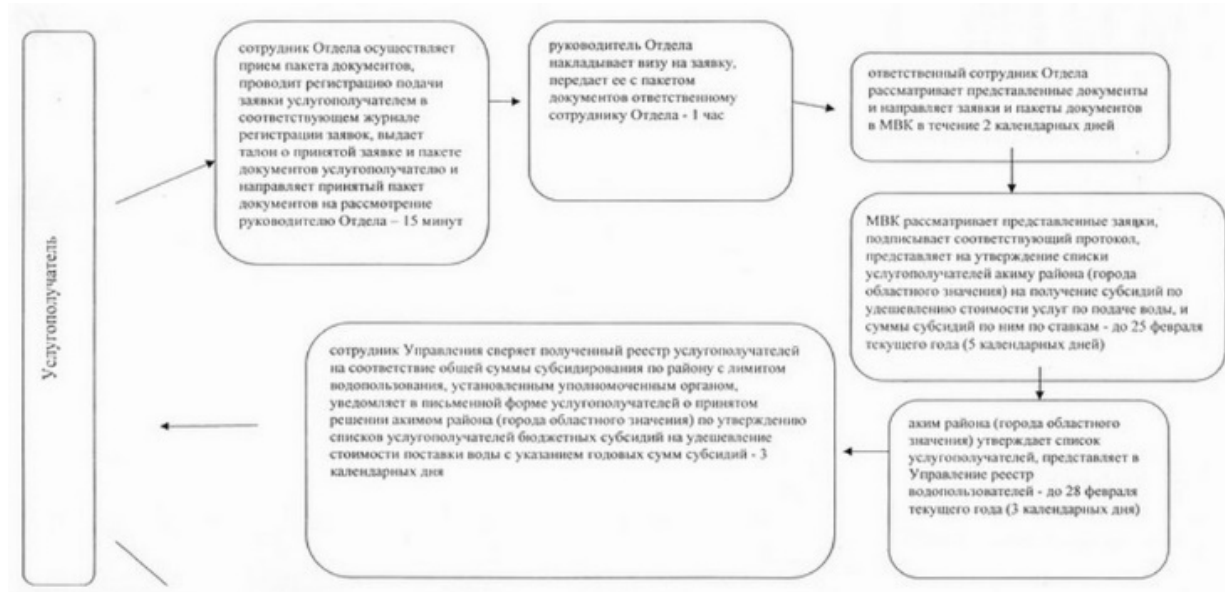 Услугополучатель
сотрудник Отдела осуществляет
прием пакета документов,
проводит регистрацию подачи
заявки услугополучателем в
соответствующем журнале
регистрации заявок, выдает
талон о принятой заявке и пакете
документов услугополучателю и
направляет принятый пакет
документов на рассмотрение
руководителю Отдела – 15 минут
руководитель Отдела
накладывает визу на заявку,
передает ее с пакетом
документов ответственному
сотруднику Отдела - 1 час
ответственный сотрудник Отдела
рассматривает представленные документы
и направляет заявки и пакеты документов
в МВК в течение 2 календарных дней
МВК рассматривает представленные заявки,
подписывает соответствующий протокол,
представляет на утверждение списки
услугополучателей акиму района (города
областного значения) на получение субсидий по
удешевлению стоимости услуг по подаче воды, и
суммы субсидий по ним по ставкам - до 25 февраля
текущего года (5 календарных дней)
аким района (города областного
значения) утверждает список
услугополучателей, представляет в
Управление реестр
водопользователей - до 28 февраля
текущего года (3 календарных дня)
сотрудник Управления сверяет полученный реестр услугополучателей
на соответствие общей суммы субсидирования по району с лимитом
водопользования, установленным уполномоченным органом,
уведомляет в письменной форме услугополучателей о принятом
решении акимом района (города областного значения) по утверждению
списков услугополучателей бюджетных субсидий на удешевление
стоимости поставки воды с указанием годовых сумм субсидий - 3
календарных дня